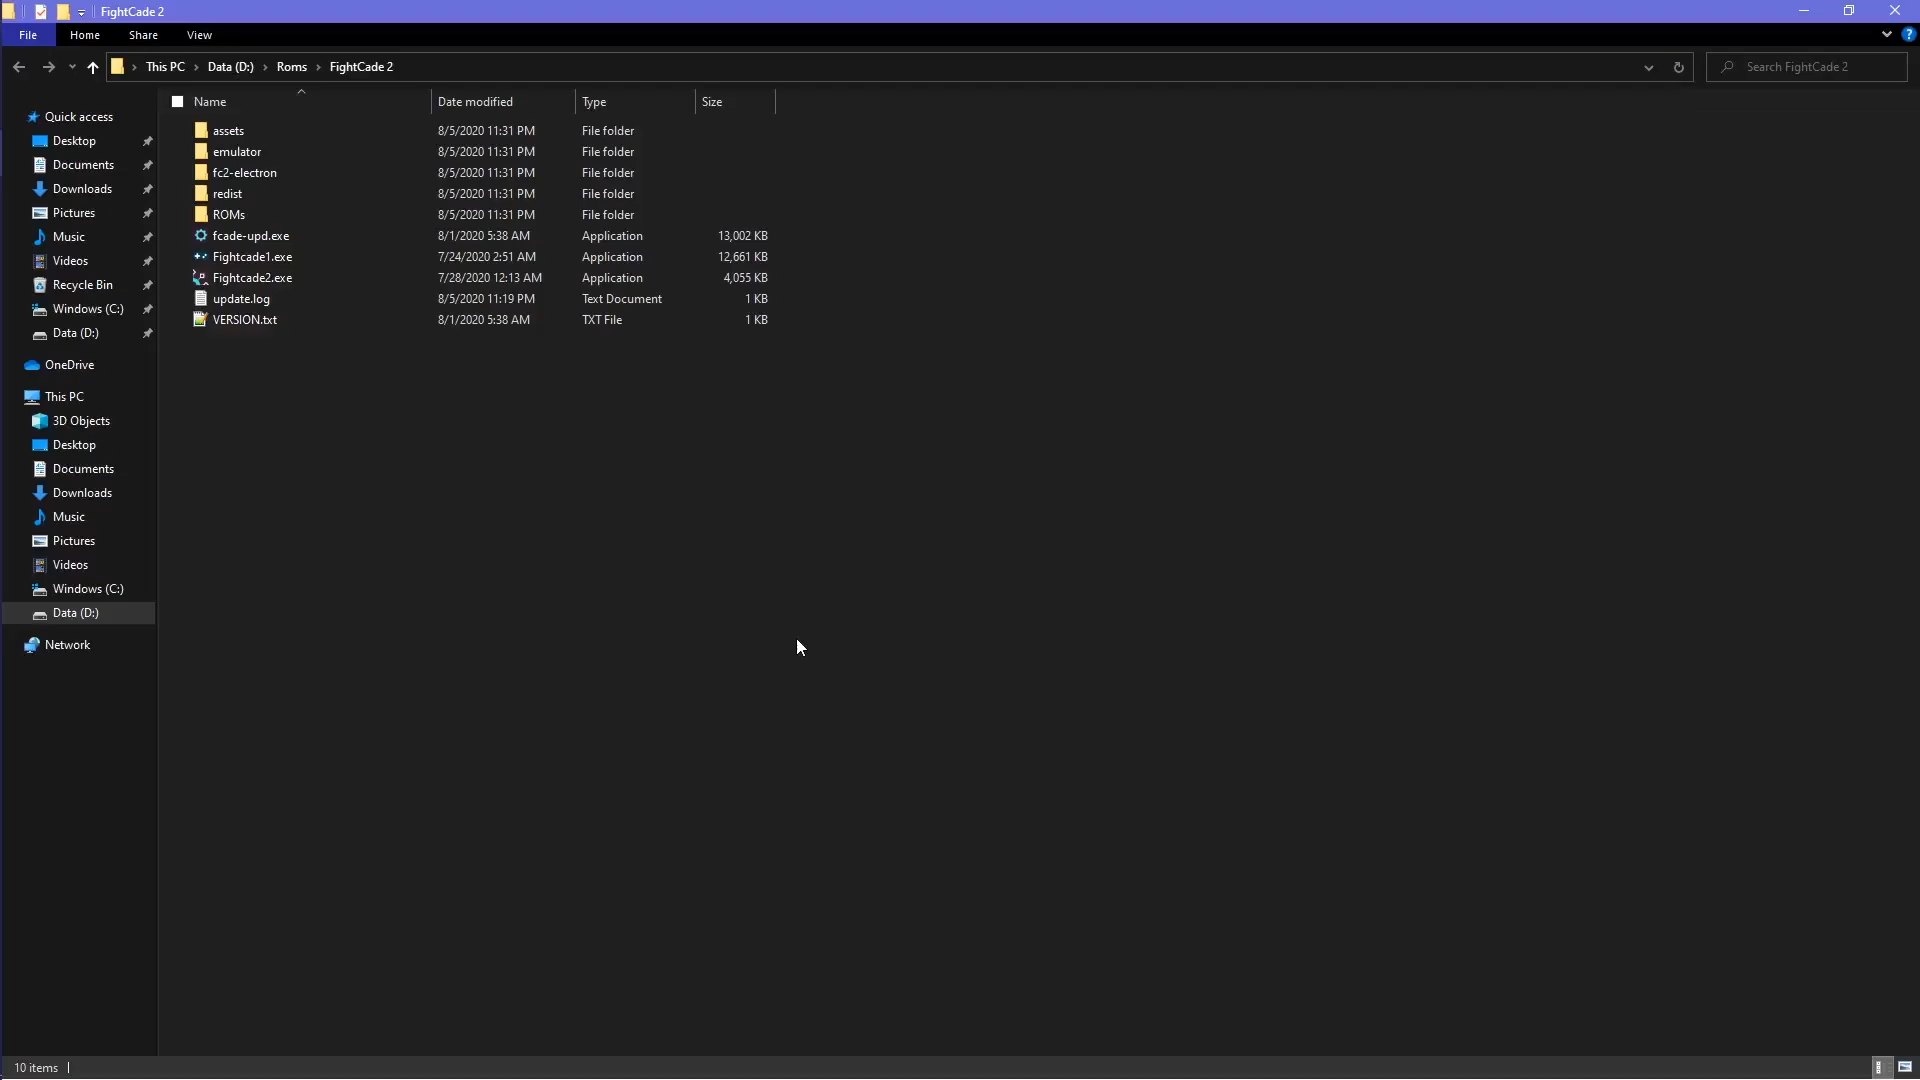 FightCade 2
File Home Share View
This PC Data (D:) Roms FightCade 2 Search FightCade 2
Name Date modified Type Size
Quick access
Desktop
Documents
Downloads
Pictures
Music
Videos
Recycle Bin
Windows (C:)
Data (D:)
OneDrive
This PC
3D Objects
Desktop
Documents
Downloads
Music
Pictures
Videos
Windows (C:)
Data (D:)
Network
assets 8/5/2020 11:31 PM File folder
emulator 8/5/2020 11:31 PM File folder
fc2-electron 8/5/2020 11:31 PM File folder
redist 8/5/2020 11:31 PM File folder
ROMs 8/5/2020 11:31 PM File folder
fcade-upd.exe 8/1/2020 5:38 AM Application 13,002 KB
Fightcade1.exe 7/24/2020 2:51 AM Application 12,661 KB
Fightcade2.exe 7/28/2020 12:13 AM Application 4,055 KB
update.log 8/5/2020 11:19 PM Text Document 1 KB
VERSION.txt 8/1/2020 5:38 AM TXT File 1 KB
10 items